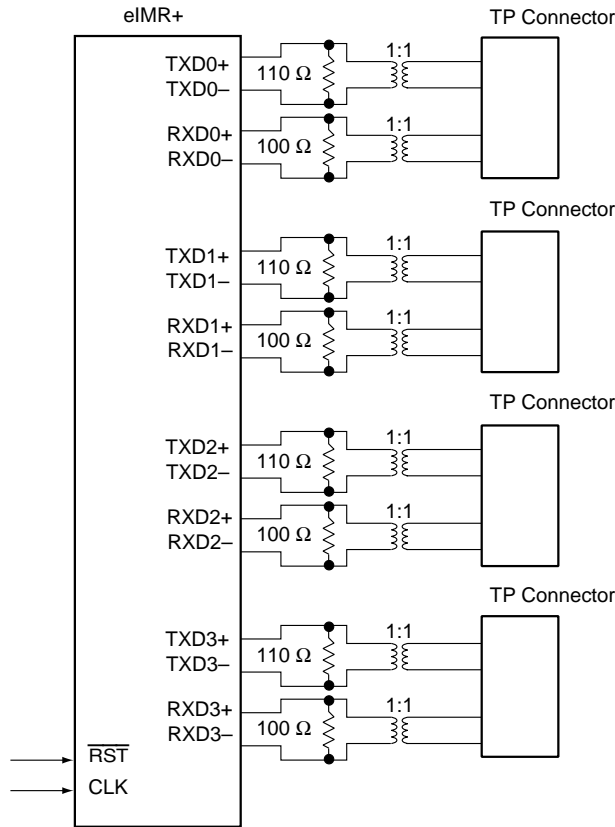 eIMR+
TP Connector
TXD0+
TXD0–
110 Ω
1:1
RXD0+
RXD0–
100 Ω
1:1
TP Connector
TXD1+
TXD1–
110 Ω
1:1
RXD1+
RXD1–
100 Ω
1:1
TP Connector
TXD2+
TXD2–
110 Ω
1:1
RXD2+
RXD2–
100 Ω
1:1
TP Connector
TXD3+
TXD3–
110 Ω
1:1
RXD3+
RXD3–
100 Ω
1:1
RST
CLK